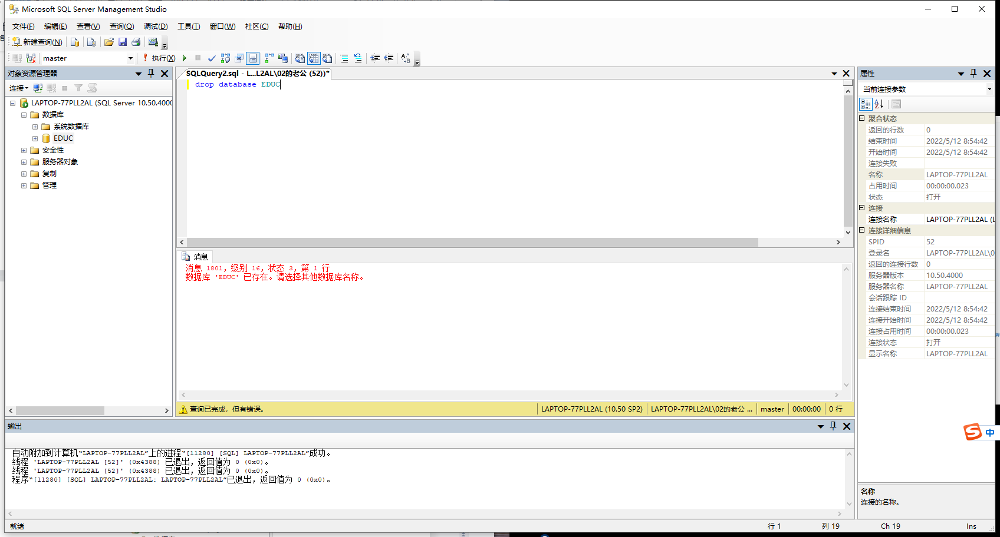 Microsoft SQL Server Management Studio
文件(F) 编辑(E) 查看(V) 查询(Q) 调试(D) 工具(T) 窗口(W) 社区(C) 帮助(H)
新建查询(N)
master 执行(X)
对象资源管理器
连接
LAPTOP-77PLL2AL (SQL Server 10.50.4000
数据库
系统数据库
EDUC
安全性
服务器对象
复制
管理
SQLQuery2.sql - L...L2AL\02的老公 (52))*
drop database EDUC
消息
消息 1801，级别 16，状态 3，第 1 行
数据库 'EDUC' 已存在。请选择其他数据库名称。
查询已完成，但有错误。 LAPTOP-77PLL2AL (10.50 SP2) LAPTOP-77PLL2AL\02的老公 ... master 00:00:00 0 行
属性
当前连接参数
聚合状态
返回的行数 0
结束时间 2022/5/12 8:54:42
开始时间 2022/5/12 8:54:42
连接失败
名称 LAPTOP-77PLL2AL
占用时间 00:00:00.023
状态 打开
连接
连接名称 LAPTOP-77PLL2AL (L
连接详细信息
SPID 52
登录名 LAPTOP-77PLL2AL\0
返回的连接行数 0
服务器版本 10.50.4000
服务器名称 LAPTOP-77PLL2AL
会话跟踪 ID
连接结束时间 2022/5/12 8:54:42
连接开始时间 2022/5/12 8:54:42
连接占用时间 00:00:00.023
连接状态 打开
显示名称 LAPTOP-77PLL2AL
名称
连接的名称。
中
输出
自动附加到计算机“LAPTOP-77PLL2AL”上的进程“[11280] [SQL] LAPTOP-77PLL2AL”成功。
线程 'LAPTOP-77PLL2AL [52]' (0x4388) 已退出，返回值为 0 (0x0)。
线程 'LAPTOP-77PLL2AL [52]' (0x4388) 已退出，返回值为 0 (0x0)。
程序“[11280] [SQL] LAPTOP-77PLL2AL: LAPTOP-77PLL2AL”已退出，返回值为 0 (0x0)。
就绪 行 1 列 19 Ch 19 Ins